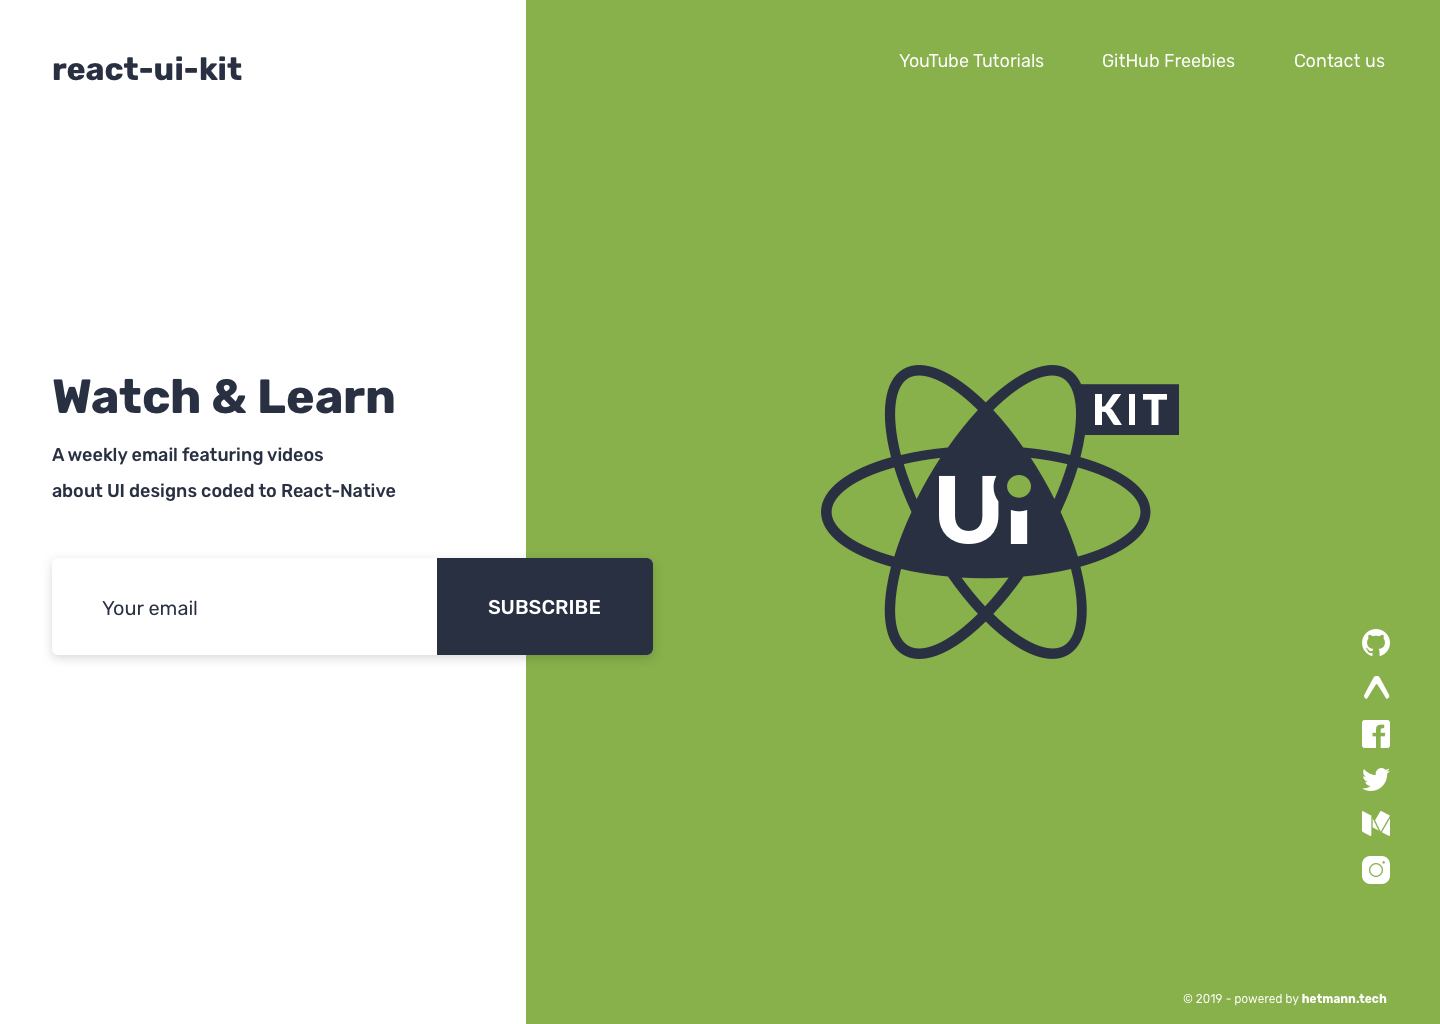 react-ui-kit
YouTube Tutorials
GitHub Freebies
Contact us
Watch & Learn
A weekly email featuring videos
about UI designs coded to React-Native
Your email
SUBSCRIBE
KIT
Ui
© 2019 - powered by hetmann.tech